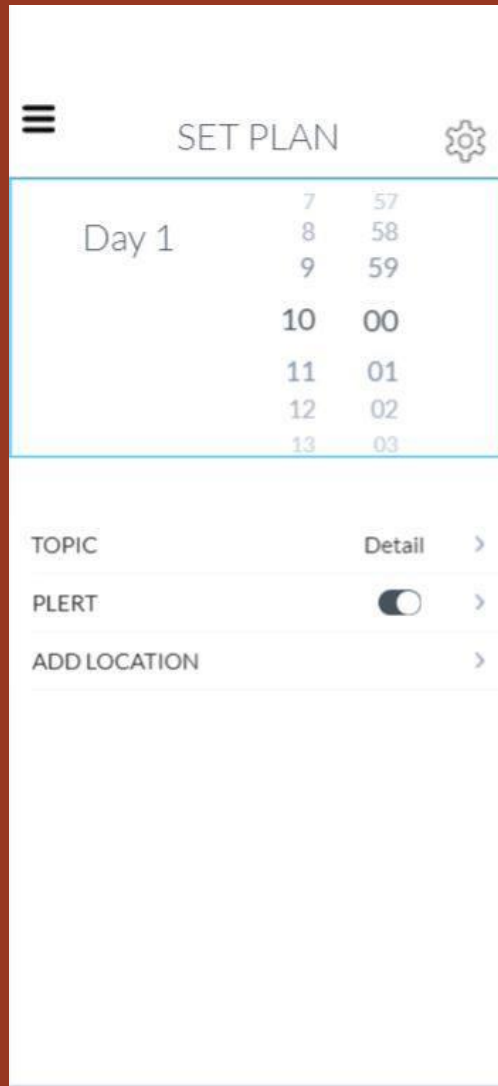 SET PLAN
7 57
Day 1 8 58
9 59
10 00
11 01
12 02
13 03
TOPIC Detail >
PLERT >
ADD LOCATION >